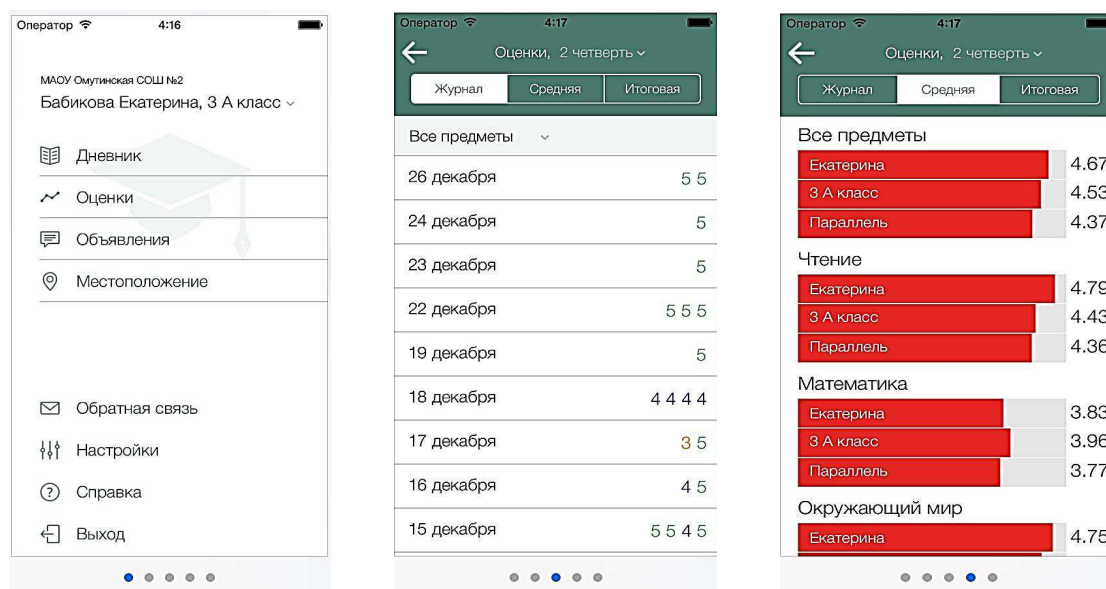 Оператор 4:16
МАОУ Омутинская СОШ №2
Бабикова Екатерина, 3 А класс
Дневник
Оценки
Объявления
Местоположение
Обратная связь
Настройки
Справка
Выход
Оператор 4:17
Оценки, 2 четверть
Журнал Средняя Итоговая
Все предметы
26 декабря 5 5
24 декабря 5
23 декабря 5
22 декабря 5 5 5
19 декабря 5
18 декабря 4 4 4 4
17 декабря 3 5
16 декабря 4 5
15 декабря 5 5 4 5
Оператор 4:17
Оценки, 2 четверть
Журнал Средняя Итоговая
Все предметы
Екатерина 4.67
3 А класс 4.53
Параллель 4.37
Чтение
Екатерина 4.79
3 А класс 4.43
Параллель 4.36
Математика
Екатерина 3.83
3 А класс 3.96
Параллель 3.77
Окружающий мир
Екатерина 4.75